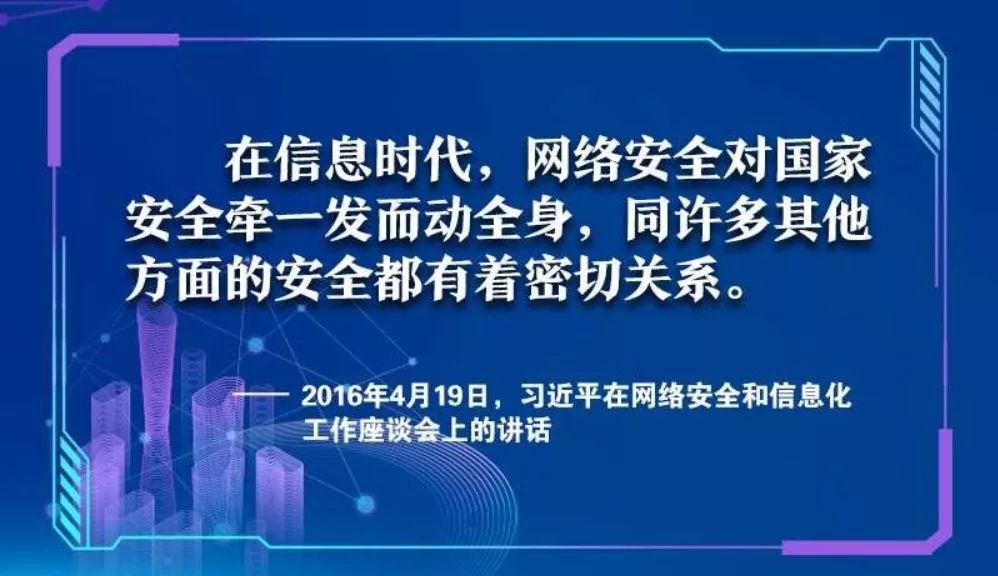 在信息时代，网络安全对国家
安全牵一发而动全身，同许多其他
方面的安全都有着密切关系。
—— 2016年4月19日，习近平在网络安全和信息化
工作座谈会上的讲话